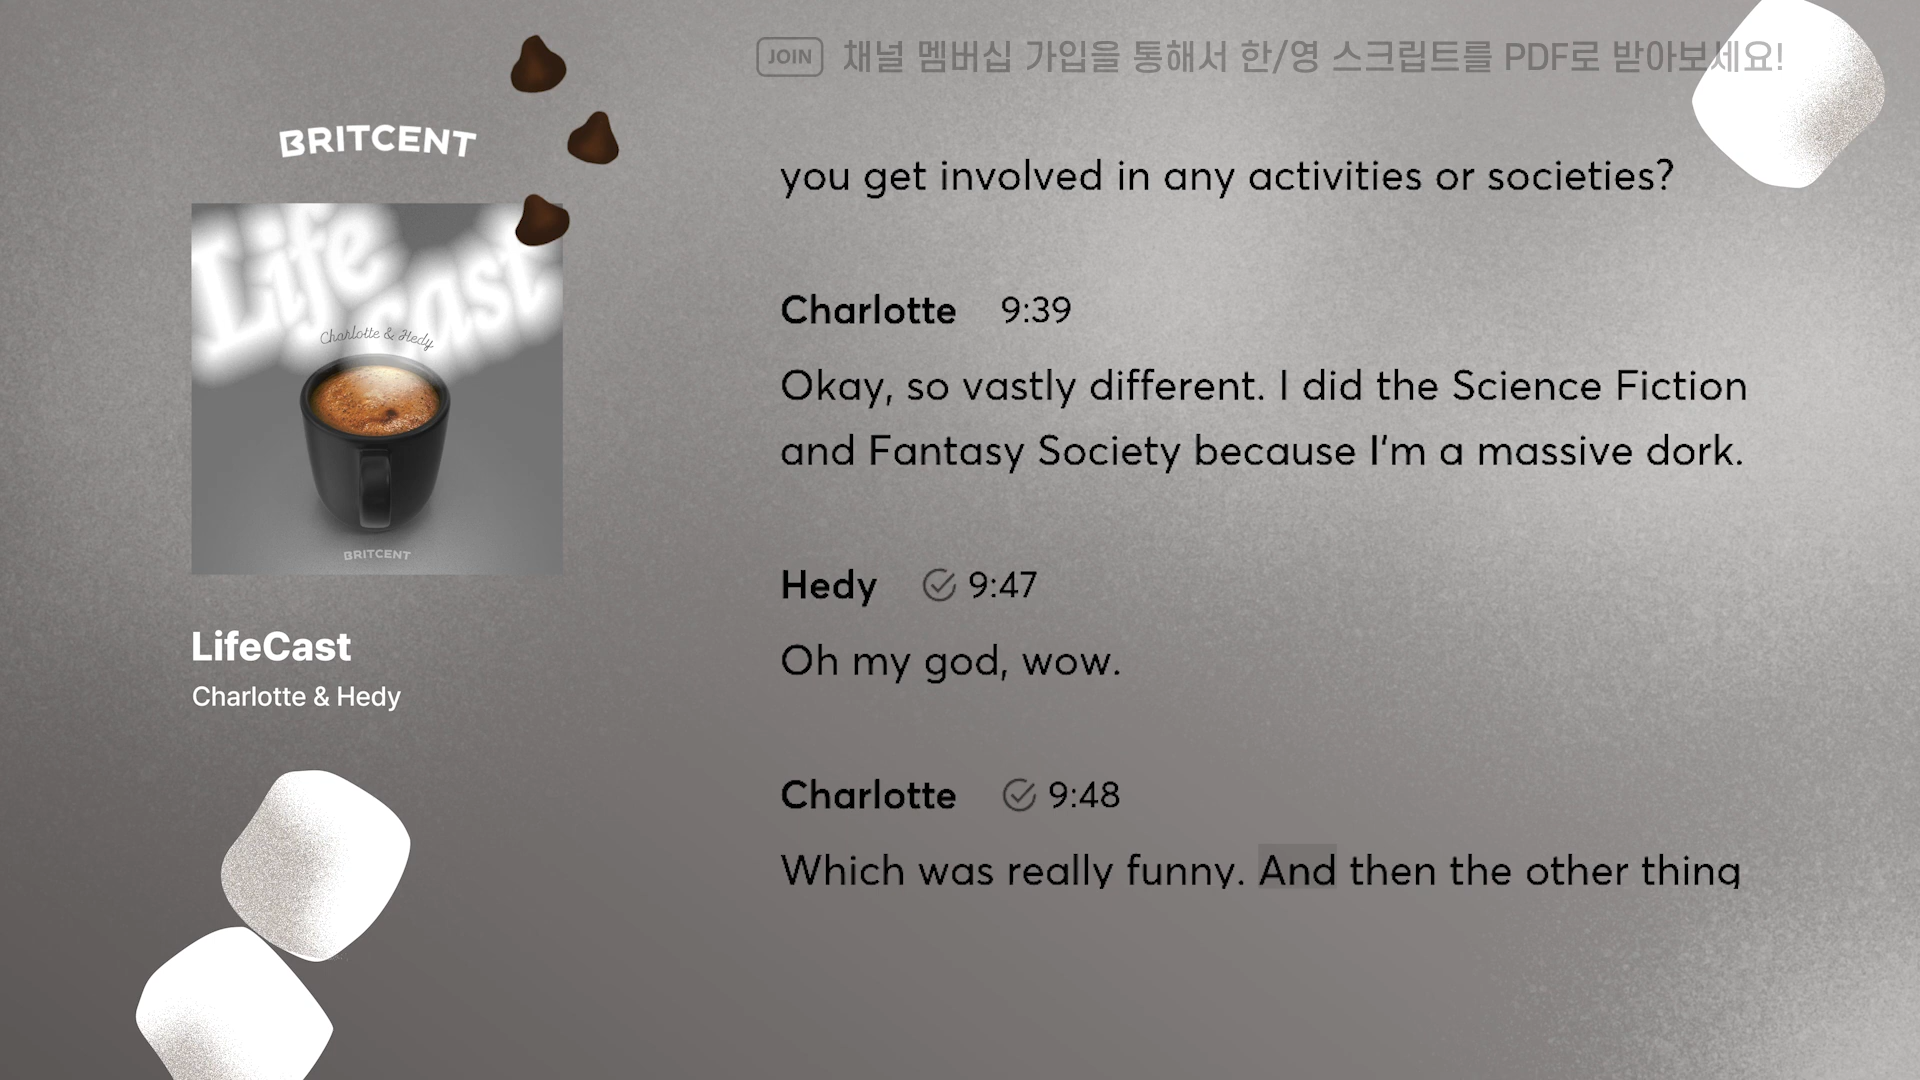 JOIN 채널 멤버십 가입을 통해서 한/영 스크립트를 PDF로 받아보세요!
BRITCENT
Life
cast
Charlotte & Hedy
BRITCENT
LifeCast
Charlotte & Hedy
you get involved in any activities or societies?
Charlotte 9:39
Okay, so vastly different. I did the Science Fiction
and Fantasy Society because I'm a massive dork.
Hedy 9:47
Oh my god, wow.
Charlotte 9:48
Which was really funny. And then the other thing